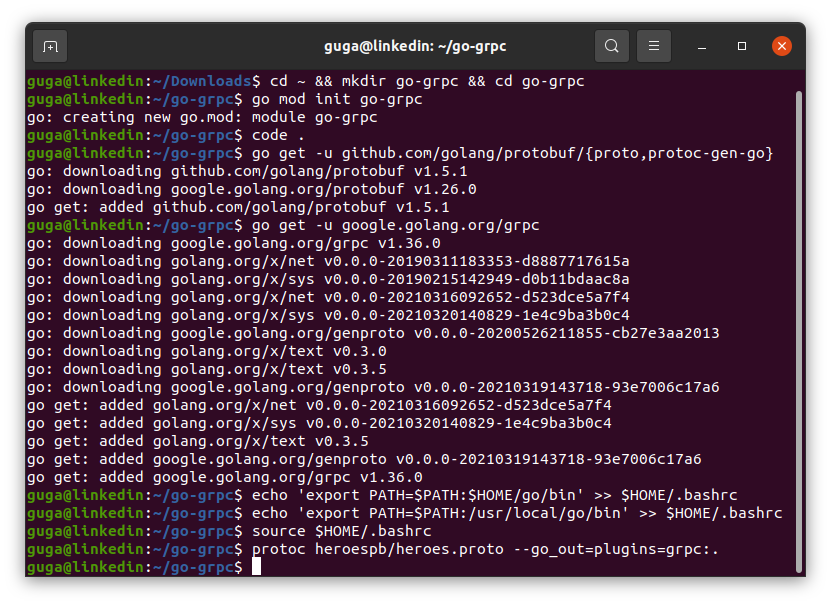 guga@linkedin: ~/go-grpc
guga@linkedin:~/Downloads$ cd ~ && mkdir go-grpc && cd go-grpc
guga@linkedin:~/go-grpc$ go mod init go-grpc
go: creating new go.mod: module go-grpc
guga@linkedin:~/go-grpc$ code .
guga@linkedin:~/go-grpc$ go get -u github.com/golang/protobuf/{proto,protoc-gen-go}
go: downloading github.com/golang/protobuf v1.5.1
go: downloading google.golang.org/protobuf v1.26.0
go get: added github.com/golang/protobuf v1.5.1
guga@linkedin:~/go-grpc$ go get -u google.golang.org/grpc
go: downloading google.golang.org/grpc v1.36.0
go: downloading golang.org/x/net v0.0.0-20190311183353-d8887717615a
go: downloading golang.org/x/sys v0.0.0-20190215142949-d0b11bdaac8a
go: downloading golang.org/x/net v0.0.0-20210316092652-d523dce5a7f4
go: downloading golang.org/x/sys v0.0.0-20210320140829-1e4c9ba3b0c4
go: downloading google.golang.org/genproto v0.0.0-20200526211855-cb27e3aa2013
go: downloading golang.org/x/text v0.3.0
go: downloading golang.org/x/text v0.3.5
go: downloading google.golang.org/genproto v0.0.0-20210319143718-93e7006c17a6
go get: added golang.org/x/net v0.0.0-20210316092652-d523dce5a7f4
go get: added golang.org/x/sys v0.0.0-20210320140829-1e4c9ba3b0c4
go get: added golang.org/x/text v0.3.5
go get: added google.golang.org/genproto v0.0.0-20210319143718-93e7006c17a6
go get: added google.golang.org/grpc v1.36.0
guga@linkedin:~/go-grpc$ echo 'export PATH=$PATH:$HOME/go/bin' >> $HOME/.bashrc
guga@linkedin:~/go-grpc$ echo 'export PATH=$PATH:/usr/local/go/bin' >> $HOME/.bashrc
guga@linkedin:~/go-grpc$ source $HOME/.bashrc
guga@linkedin:~/go-grpc$ protoc heroespb/heroes.proto --go_out=plugins=grpc:.
guga@linkedin:~/go-grpc$